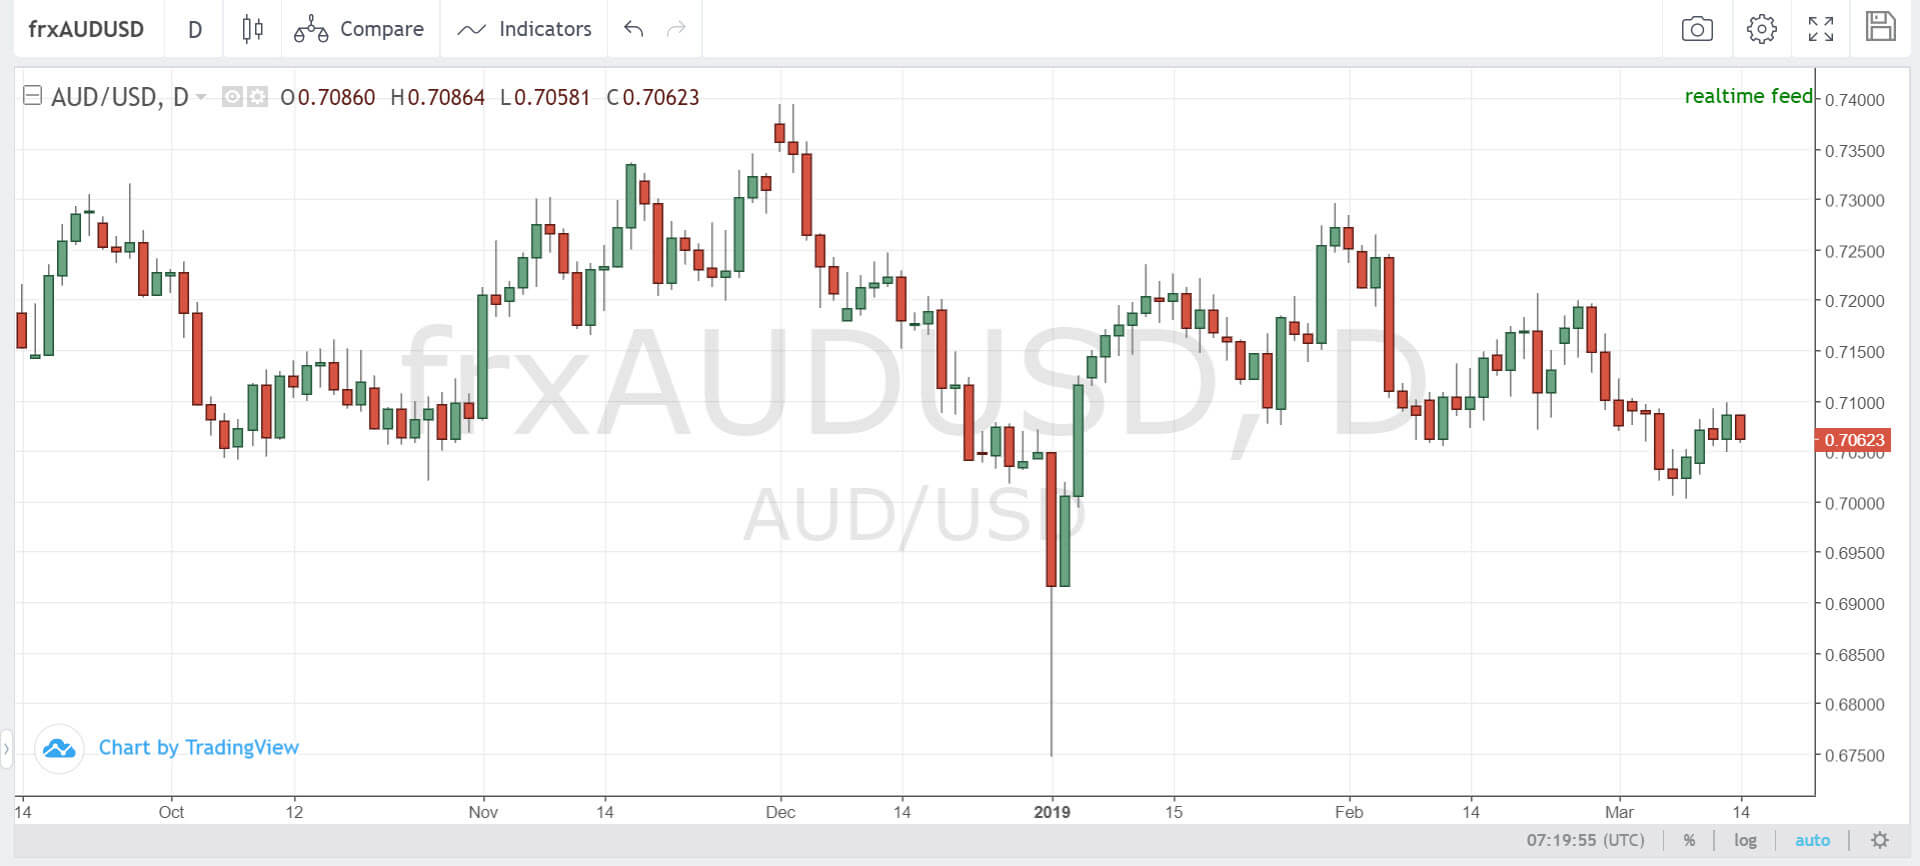 frxAUDUSD D Compare Indicators
AUD/USD, D O0.70860 H0.70864 L0.70581 C0.70623
realtime feed
0.74000
0.73500
0.73000
0.72500
0.72000
0.71500
0.71000
0.70623
0.70500
0.70000
0.69500
0.69000
0.68500
0.68000
0.67500
frxAUDUSD, D
AUD/USD
Chart by TradingView
14 Oct 12 Nov 14 Dec 14 2019 15 Feb 14 Mar 14
07:19:55 (UTC) % log auto